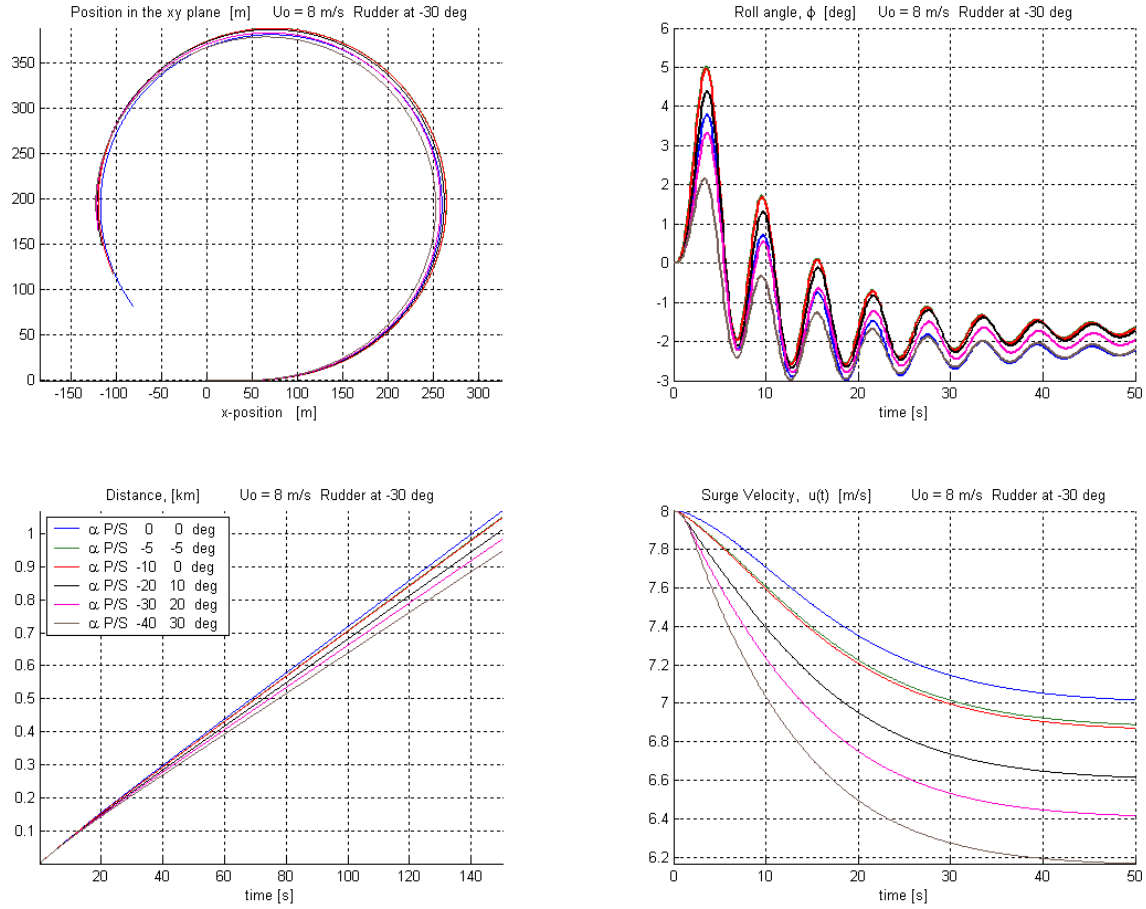 Position in the xy plane [m] Uo = 8 m/s Rudder at -30 deg
350
300
250
200
150
100
50
0
-150 -100 -50 0 50 100 150 200 250 300
x-position [m]
Roll angle, ϕ [deg] Uo = 8 m/s Rudder at -30 deg
6
5
4
3
2
1
0
-1
-2
-3
0 10 20 30 40 50
time [s]
Distance, [km] Uo = 8 m/s Rudder at -30 deg
1
0.9
0.8
0.7
0.6
0.5
0.4
0.3
0.2
0.1
α P/S 0 0 deg
α P/S -5 -5 deg
α P/S -10 0 deg
α P/S -20 10 deg
α P/S -30 20 deg
α P/S -40 30 deg
20 40 60 80 100 120 140
time [s]
Surge Velocity, u(t) [m/s] Uo = 8 m/s Rudder at -30 deg
8
7.8
7.6
7.4
7.2
7
6.8
6.6
6.4
6.2
0 10 20 30 40 50
time [s]